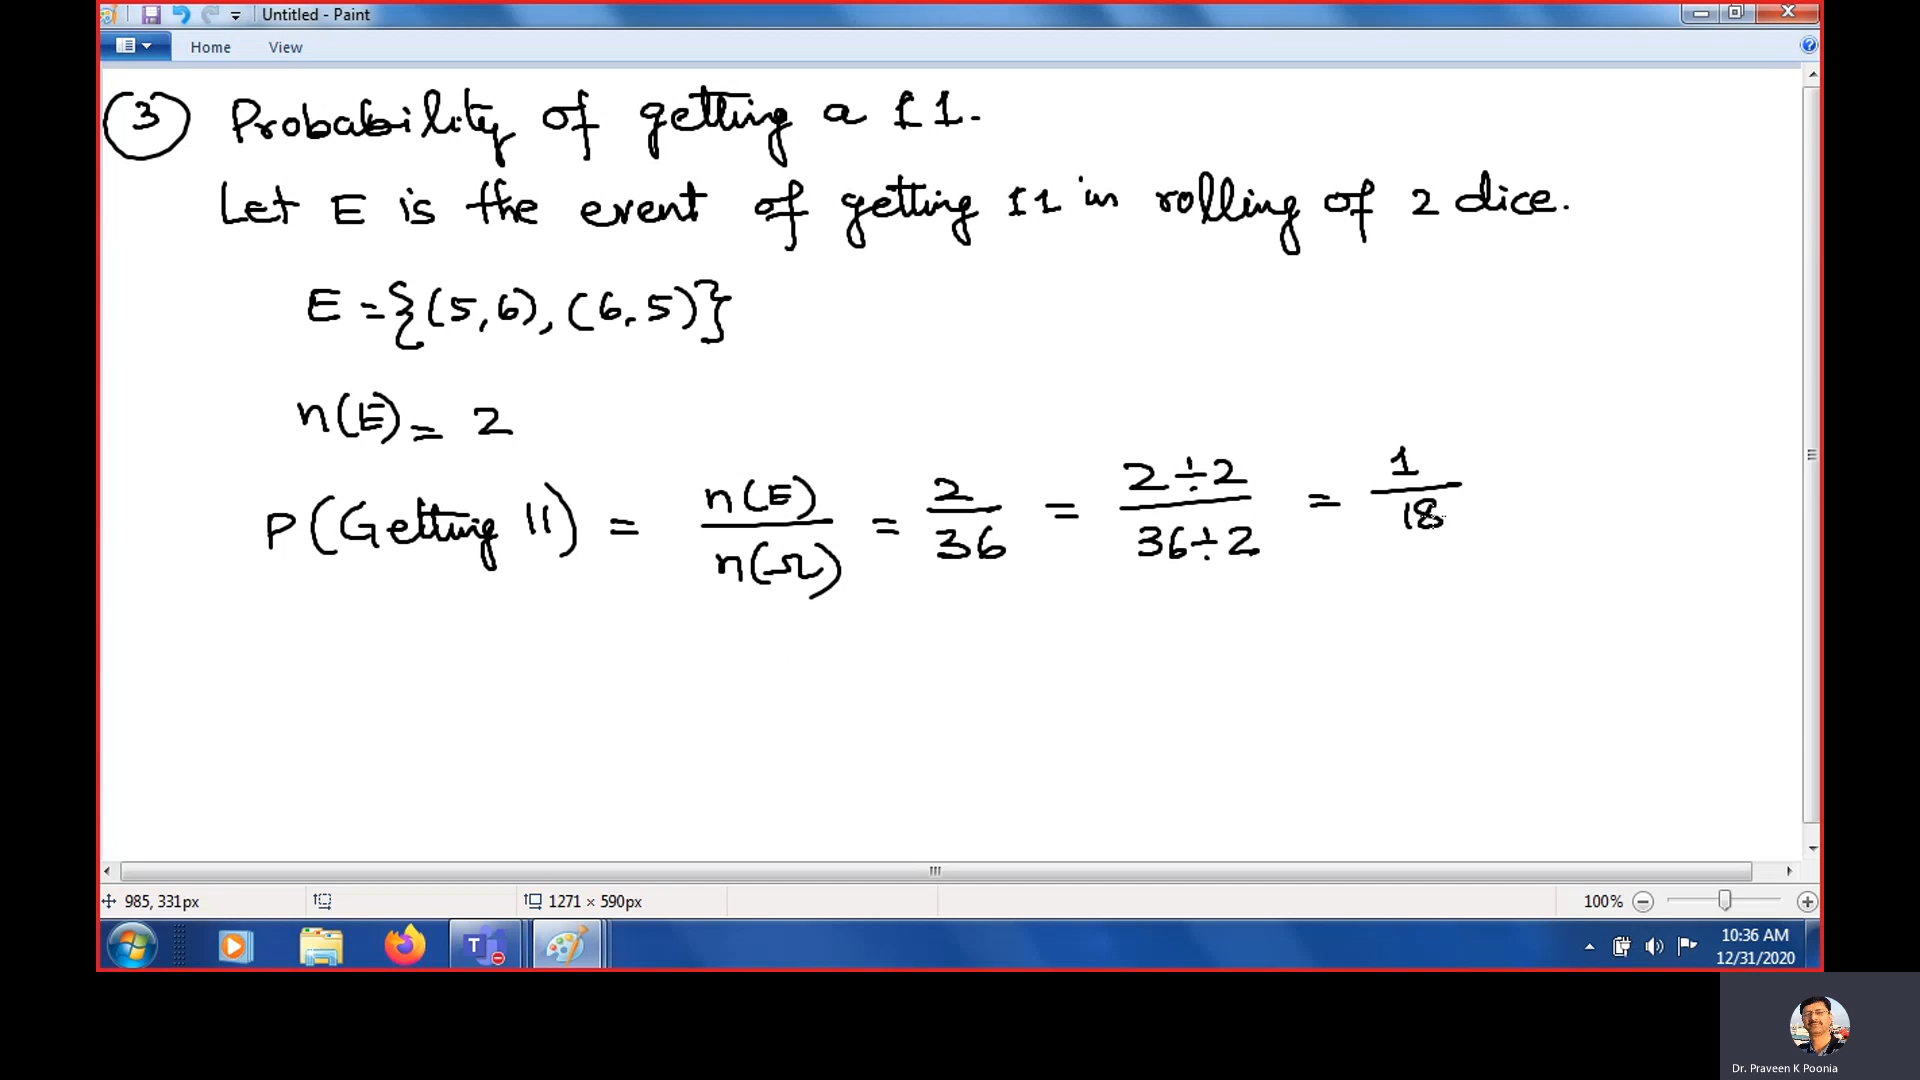 Untitled - Paint
Home View
③ Probability of getting a 11.
Let E is the event of getting 11 in rolling of 2 dice.
E = {(5,6), (6,5)}
n(E) = 2
P(Getting 11) = n(E)/n(Ω) = 2/36 = 2÷2/36÷2 = 1/18
985, 331px 1271 × 590px 100%
T
10:36 AM
12/31/2020
Dr. Praveen K Poonia